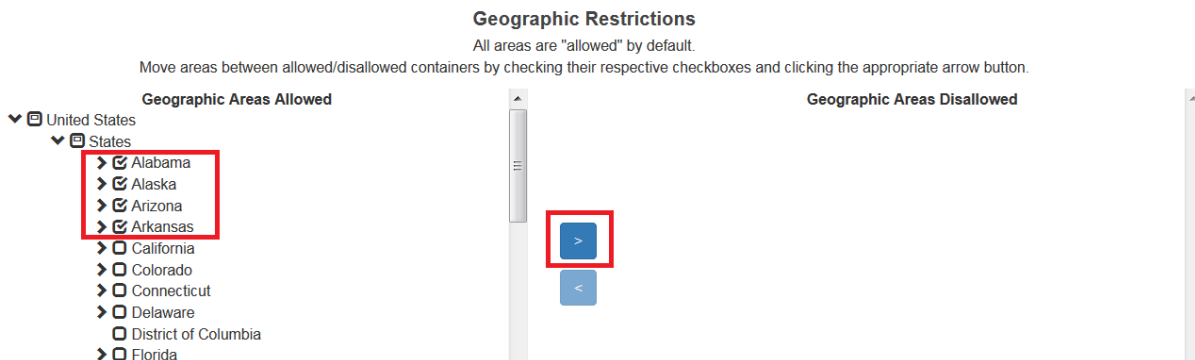 Geographic Restrictions
All areas are "allowed" by default.
Move areas between allowed/disallowed containers by checking their respective checkboxes and clicking the appropriate arrow button.
Geographic Areas Allowed
United States
States
Alabama
Alaska
Arizona
Arkansas
California
Colorado
Connecticut
Delaware
District of Columbia
Florida
>
<
Geographic Areas Disallowed